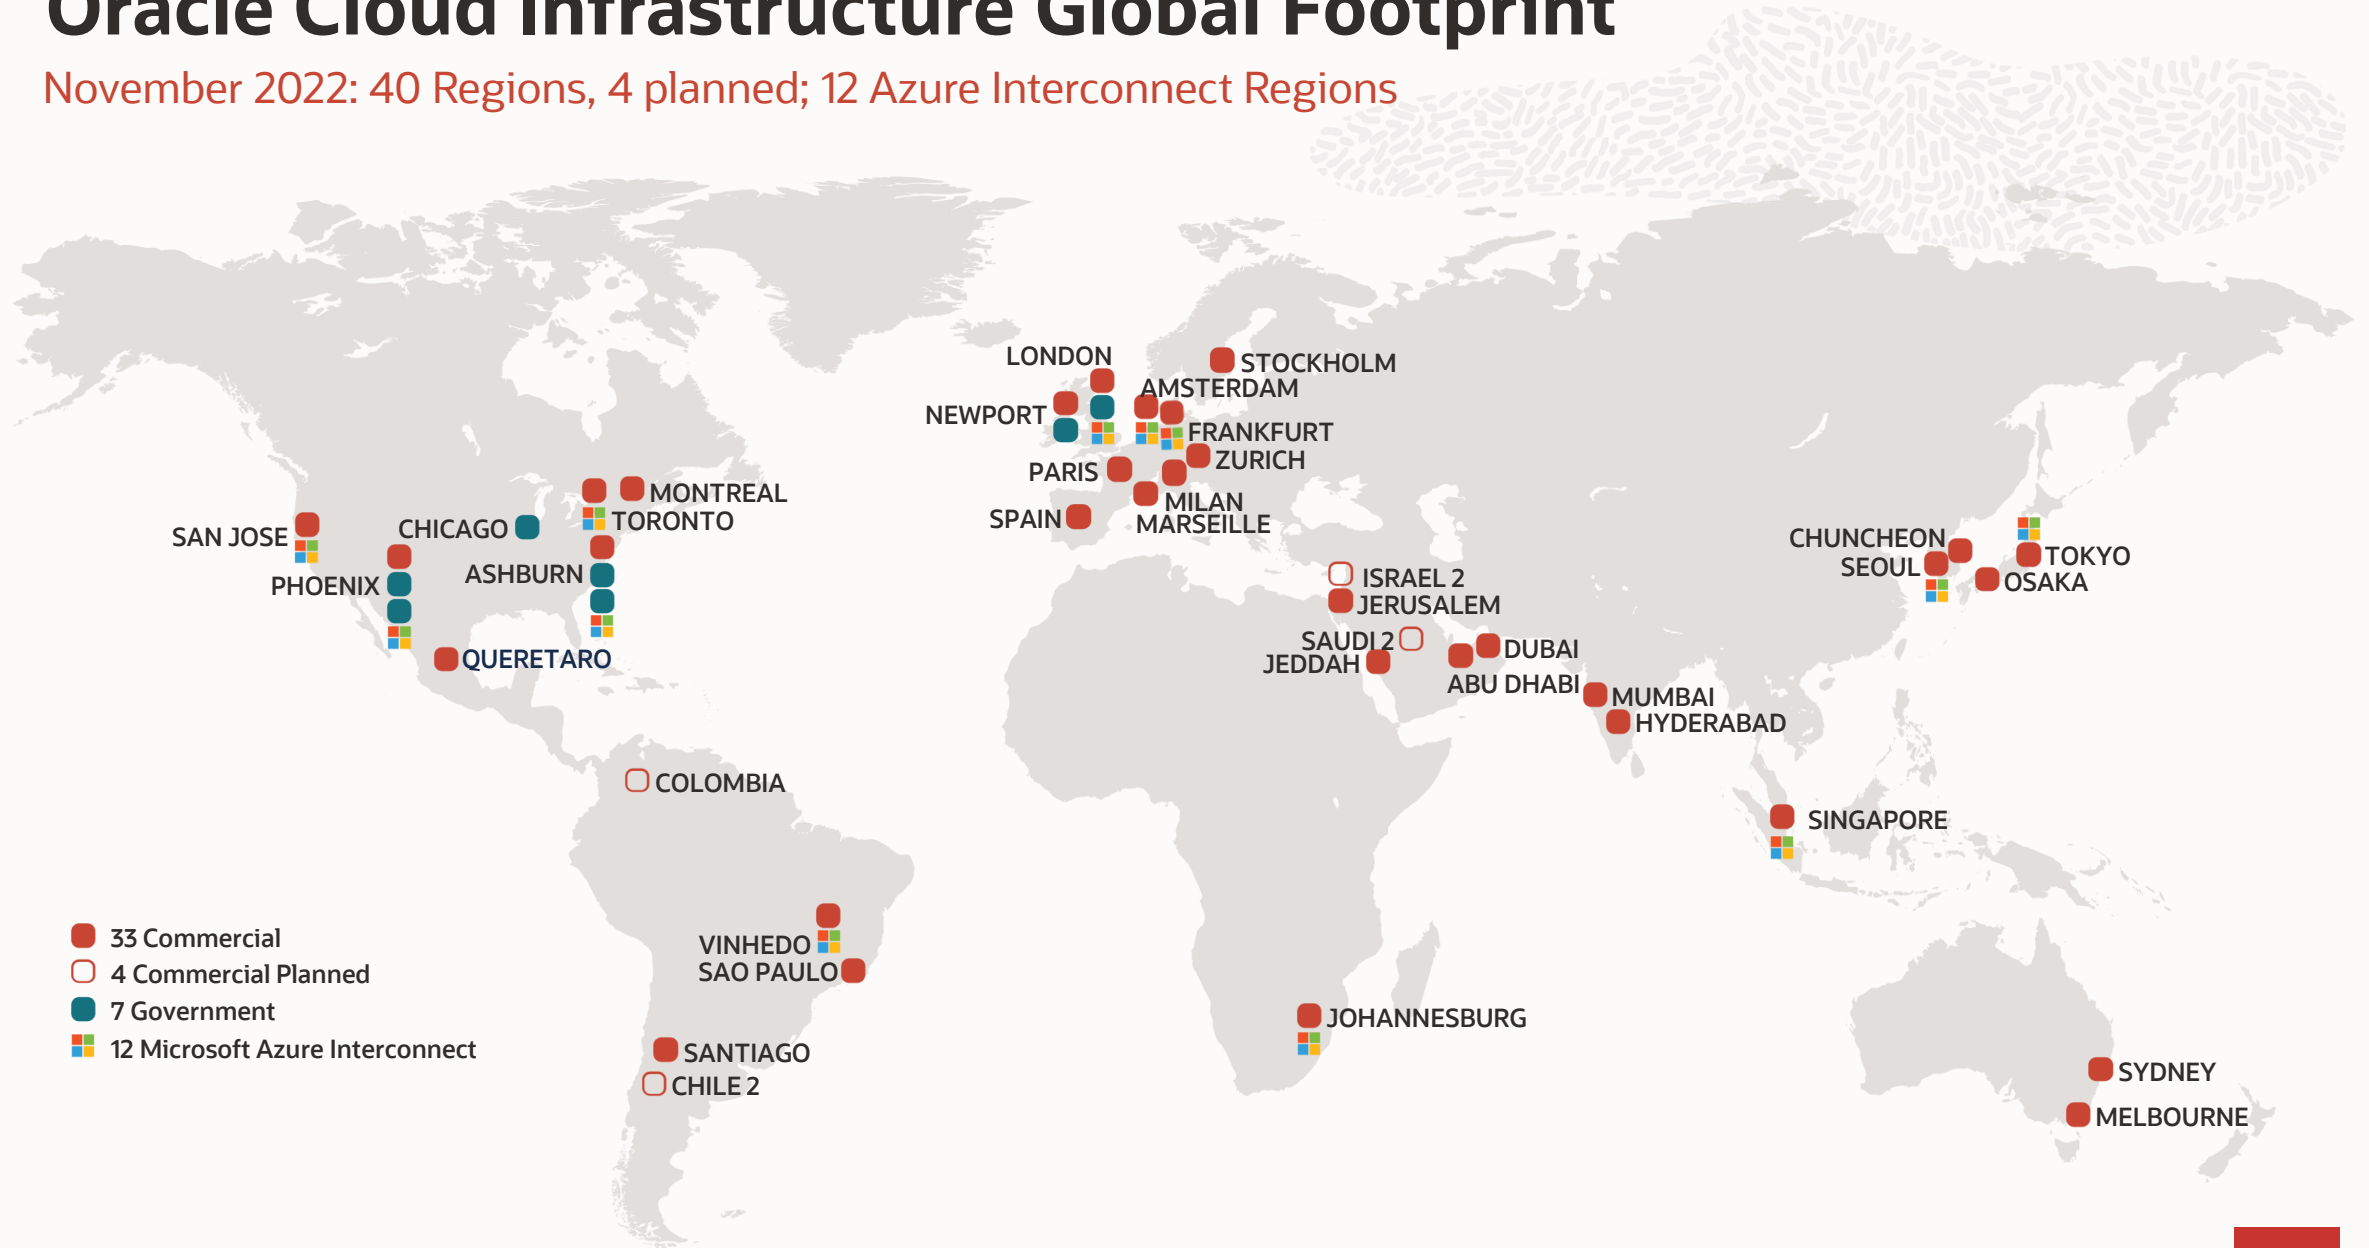 Oracle Cloud Infrastructure Global Footprint
November 2022: 40 Regions, 4 planned; 12 Azure Interconnect Regions
LONDON
STOCKHOLM
AMSTERDAM
NEWPORT
FRANKFURT
ZURICH
PARIS
MILAN
SPAIN
MARSEILLE
MONTREAL
TORONTO
SAN JOSE
CHICAGO
PHOENIX
ASHBURN
QUERETARO
ISRAEL 2
JERUSALEM
SAUDI 2
JEDDAH
DUBAI
ABU DHABI
MUMBAI
HYDERABAD
CHUNCHEON
SEOUL
TOKYO
OSAKA
COLOMBIA
SINGAPORE
VINHEDO
SAO PAULO
SANTIAGO
CHILE 2
JOHANNESBURG
SYDNEY
MELBOURNE
33 Commercial
4 Commercial Planned
7 Government
12 Microsoft Azure Interconnect